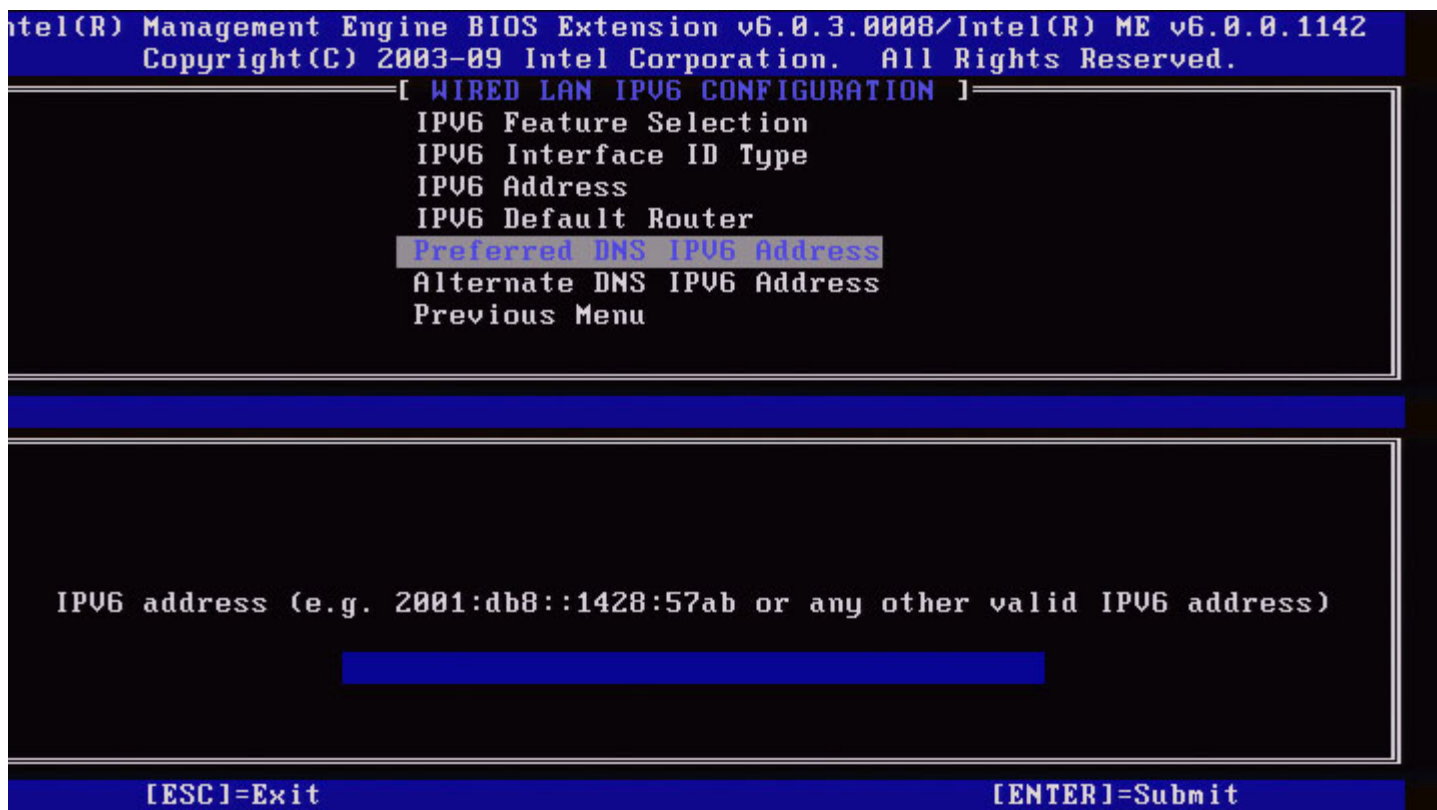 ntel(R) Management Engine BIOS Extension v6.0.3.0008/Intel(R) ME v6.0.0.1142
Copyright(C) 2003-09 Intel Corporation. All Rights Reserved.
[ WIRED LAN IPV6 CONFIGURATION ]
IPV6 Feature Selection
IPV6 Interface ID Type
IPV6 Address
IPV6 Default Router
Preferred DNS IPV6 Address
Alternate DNS IPV6 Address
Previous Menu
IPV6 address (e.g. 2001:db8::1428:57ab or any other valid IPV6 address)
[ESC]=Exit [ENTER]=Submit